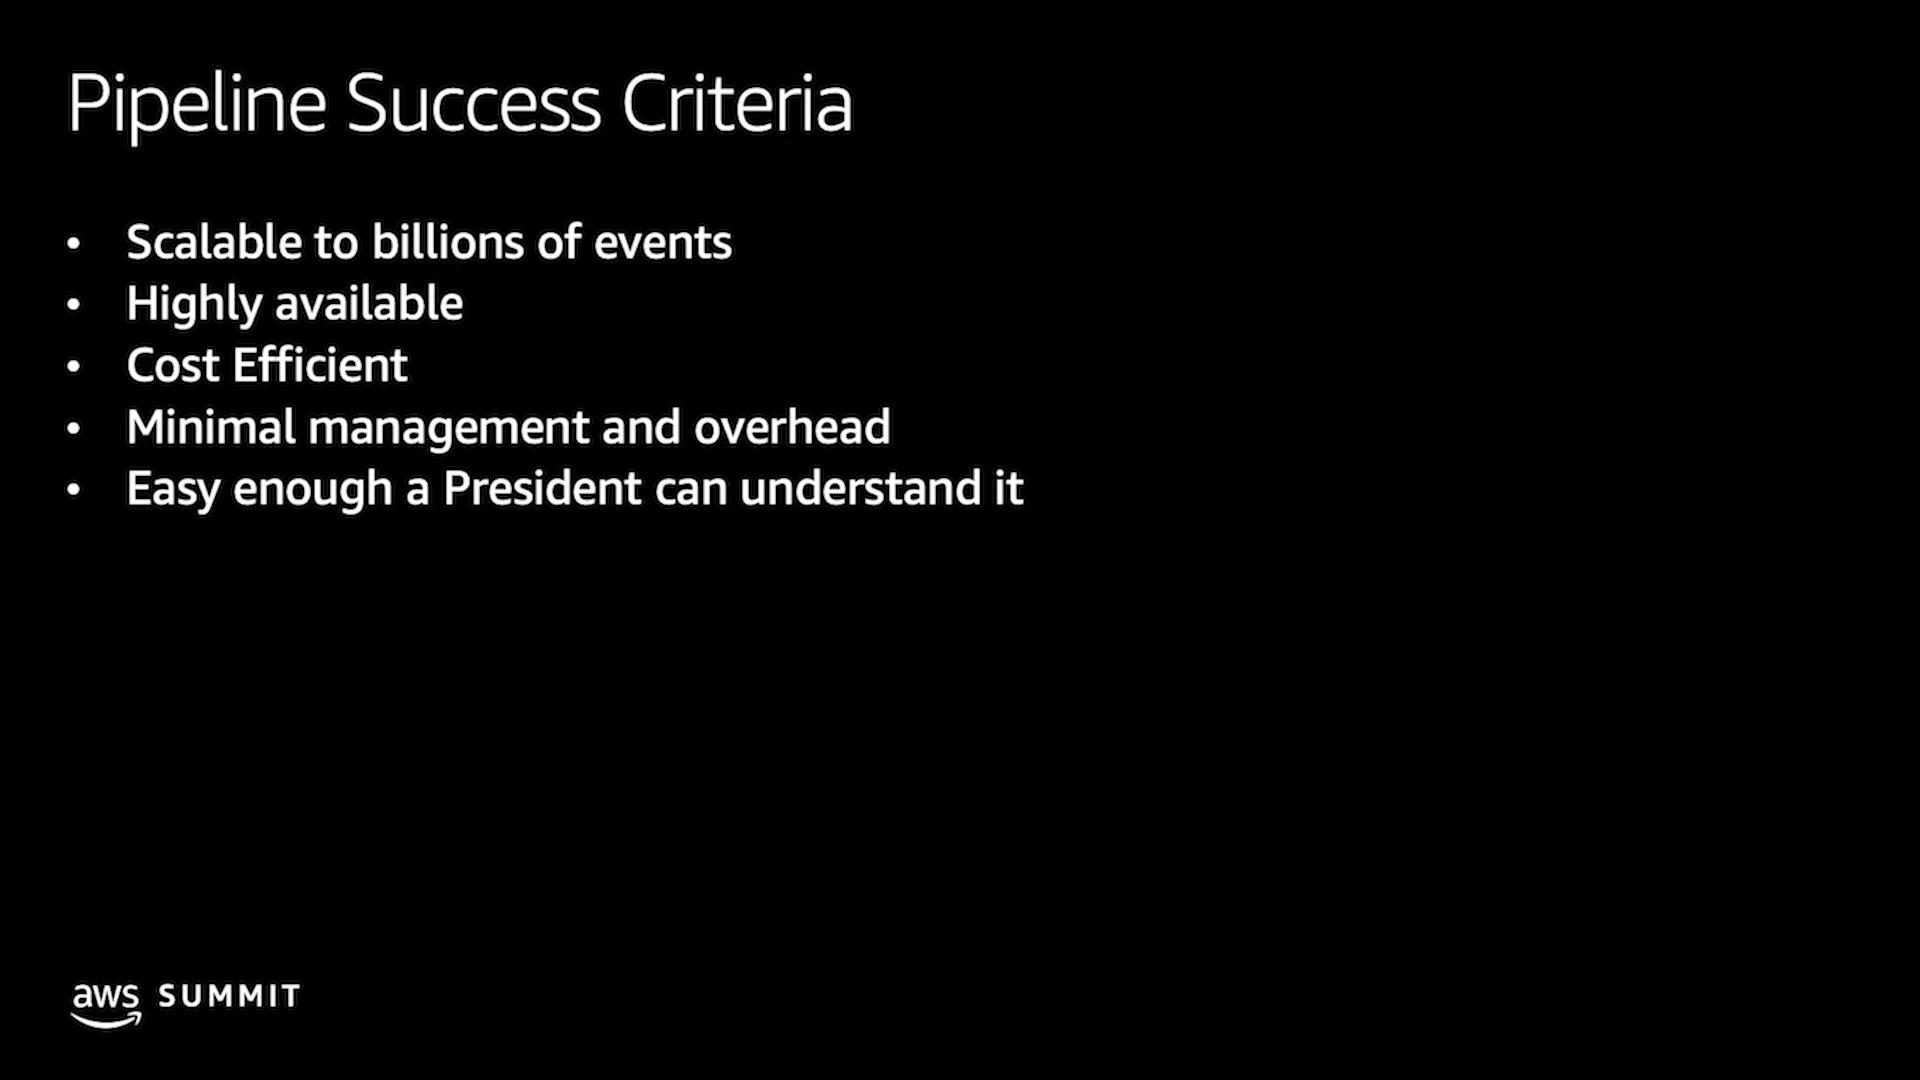 Pipeline Success Criteria
• Scalable to billions of events
• Highly available
• Cost Efficient
• Minimal management and overhead
• Easy enough a President can understand it
aws SUMMIT